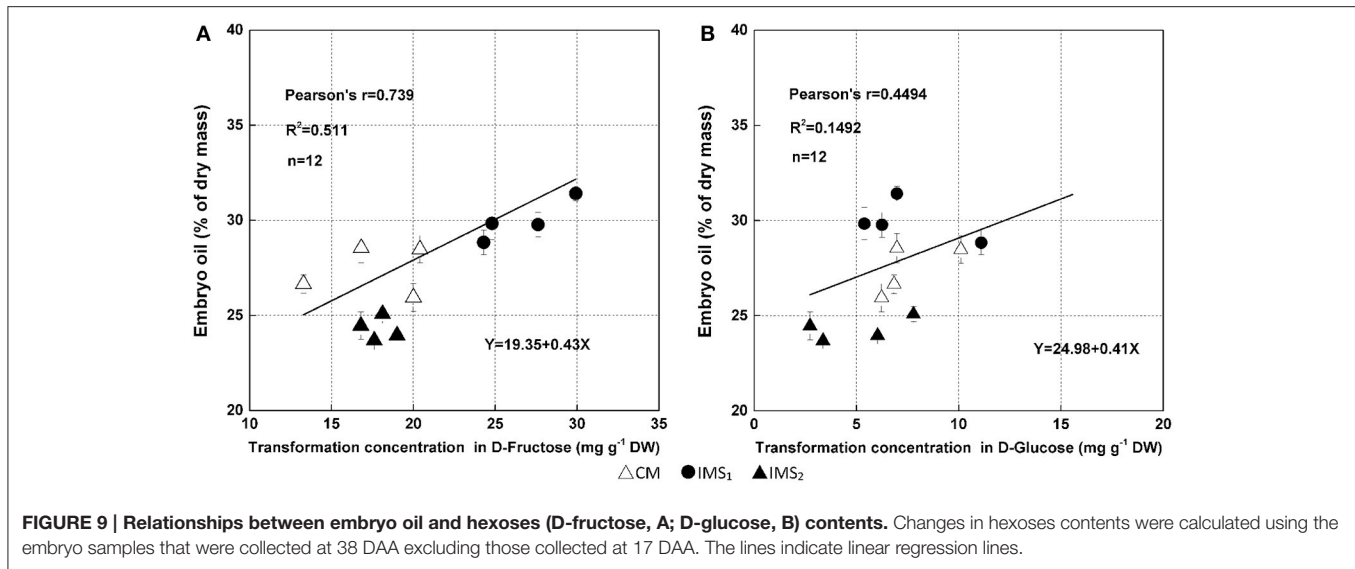 A
Embryo oil (% of dry mass)
40
35
30
25
20
Pearson's r=0.739
R²=0.511
n=12
Y=19.35+0.43X
10 15 20 25 30 35
Transformation concentration in D-Fructose (mg g⁻¹ DW)
B
Embryo oil (% of dry mass)
40
35
30
25
20
Pearson's r=0.4494
R²=0.1492
n=12
Y=24.98+0.41X
0 5 10 15 20
Transformation concentration in D-Glucose (mg g⁻¹ DW)
△CM ●IMS₁ ▲IMS₂
FIGURE 9 | Relationships between embryo oil and hexoses (D-fructose, A; D-glucose, B) contents. Changes in hexoses contents were calculated using the
embryo samples that were collected at 38 DAA excluding those collected at 17 DAA. The lines indicate linear regression lines.